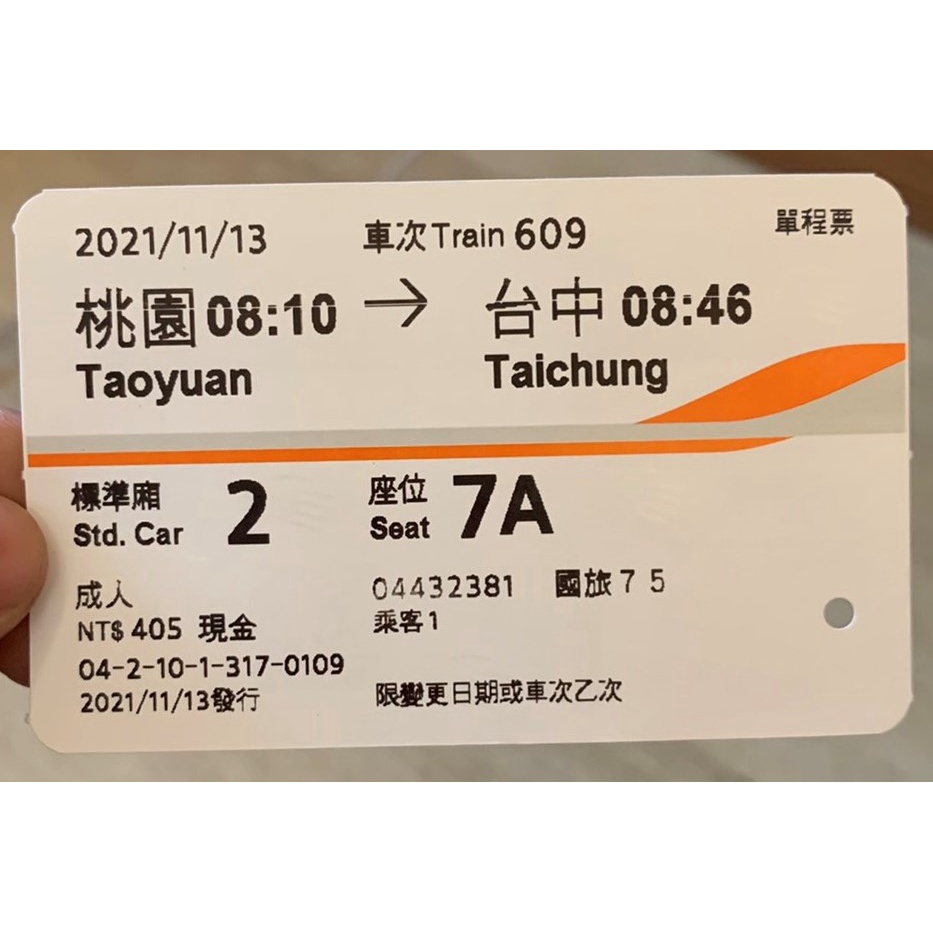 2021/11/13 車次Train 609 單程票
桃園08:10 → 台中08:46
Taoyuan Taichung
標準廂 2 座位 7A
Std. Car Seat
成人 04432381 國旅75
NT$ 405 現金 乘客1
04-2-10-1-317-0109
2021/11/13發行 限變更日期或車次乙次